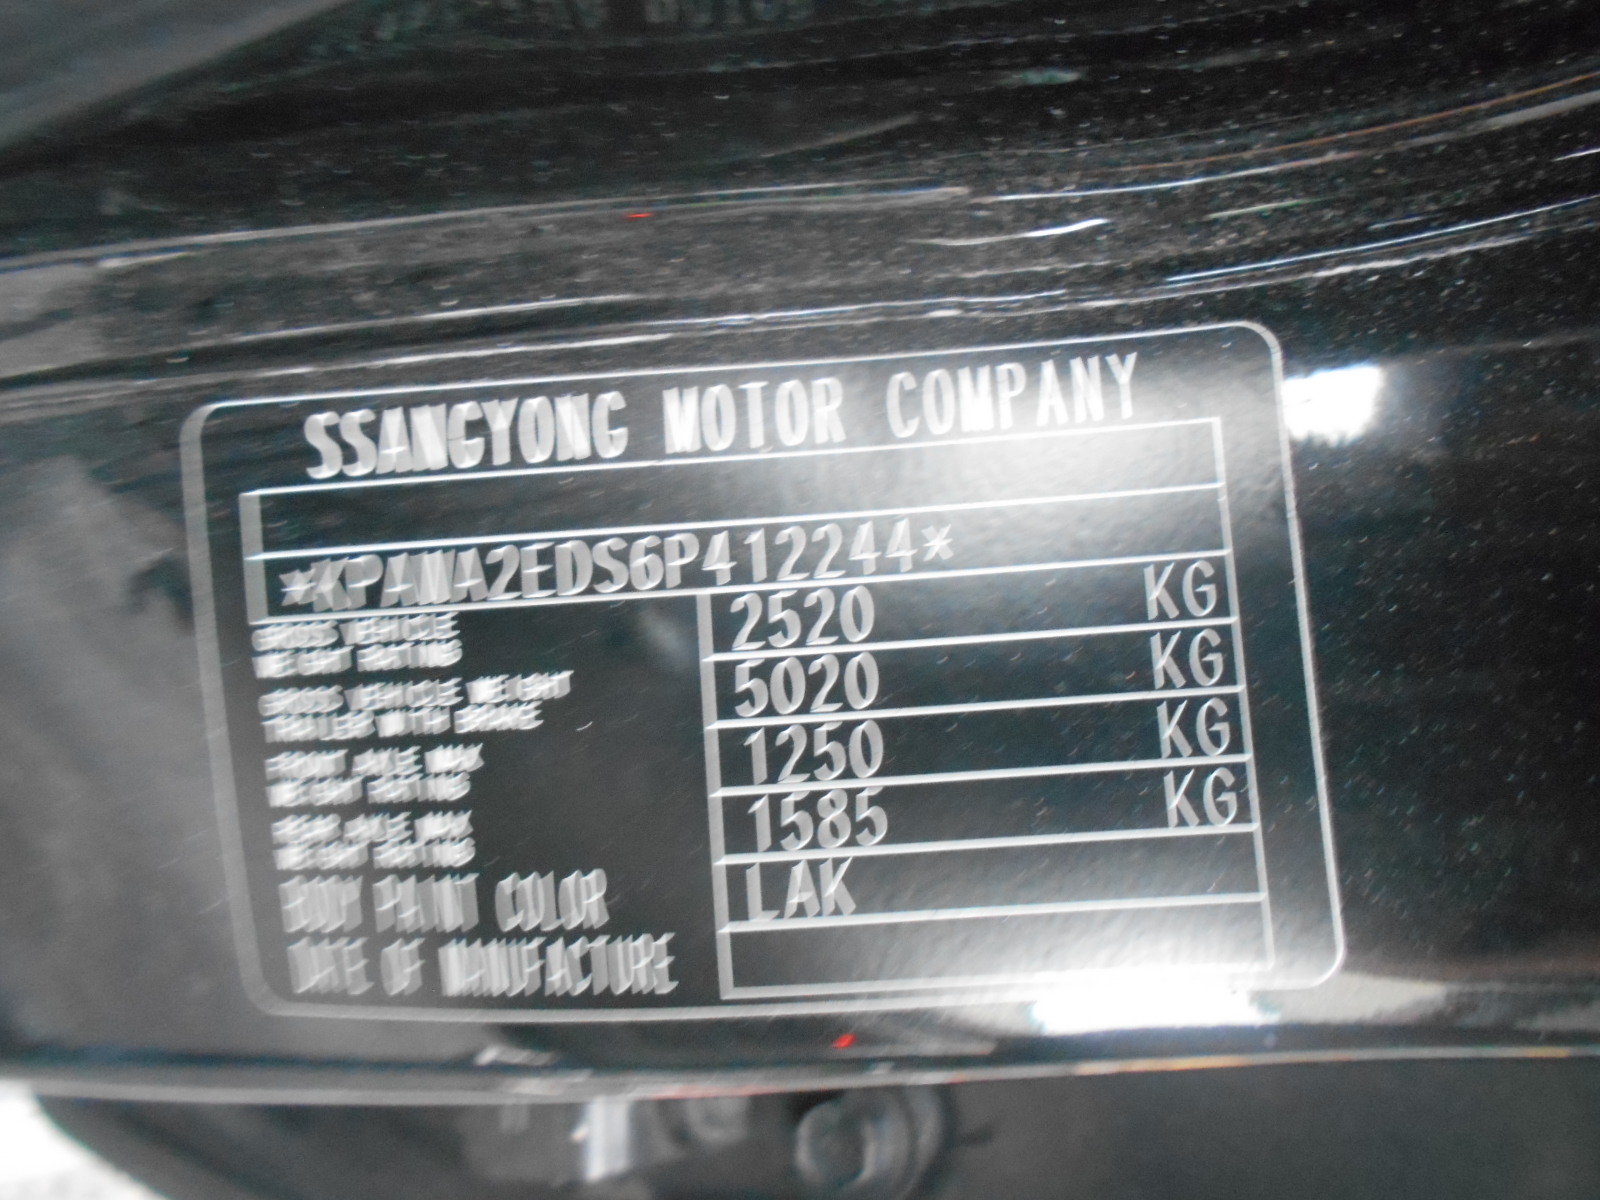 SSANGYONG MOTOR COMPANY
*KPAWA2EDS6P412244*
GROSS VEHICLE
WEIGHT RATING
2520 KG
GROSS VEHICLE WEIGHT
TRAILER WITH BRAKE
5020 KG
FRONT AXLE MAX
WEIGHT RATING
1250 KG
REAR AXLE MAX
WEIGHT RATING
1585 KG
BODY PAINT COLOR LAK
DATE OF MANUFACTURE